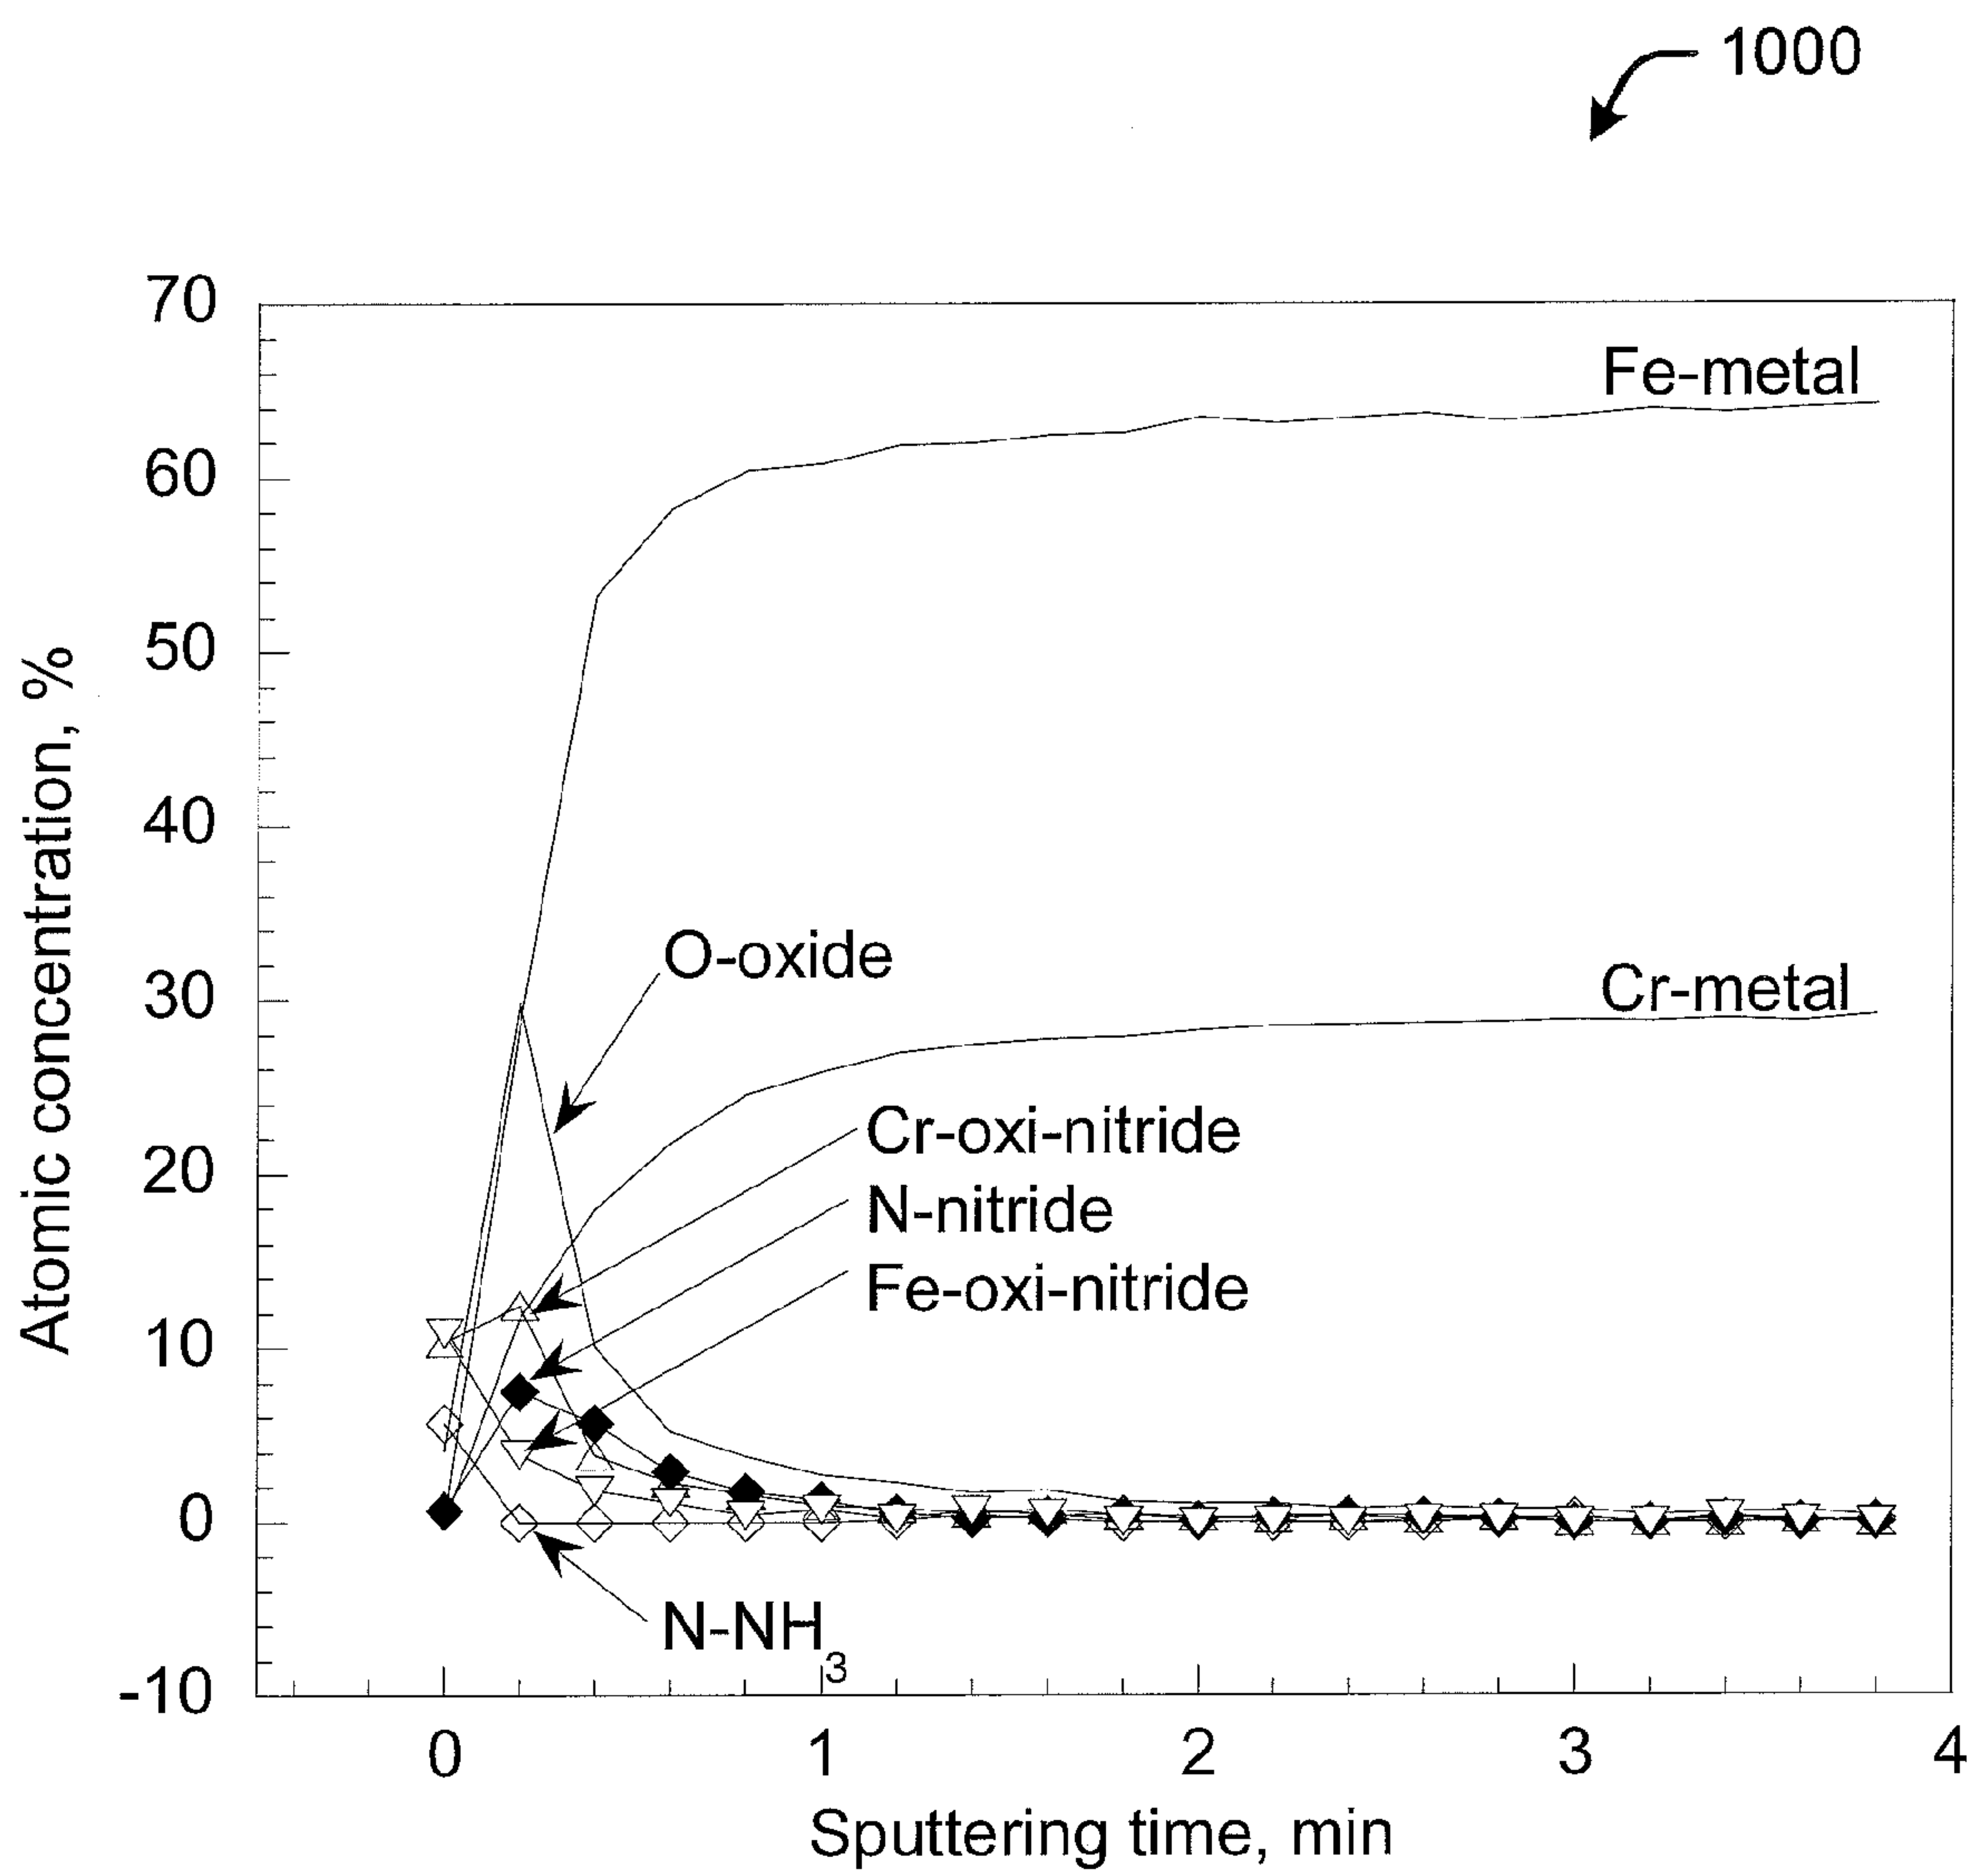 1000
70
60
50
40
30
20
10
0
-10
Atomic concentration, %
Fe-metal
O-oxide
Cr-metal
Cr-oxi-nitride
N-nitride
Fe-oxi-nitride
N-NH3
0 1 2 3 4
Sputtering time, min